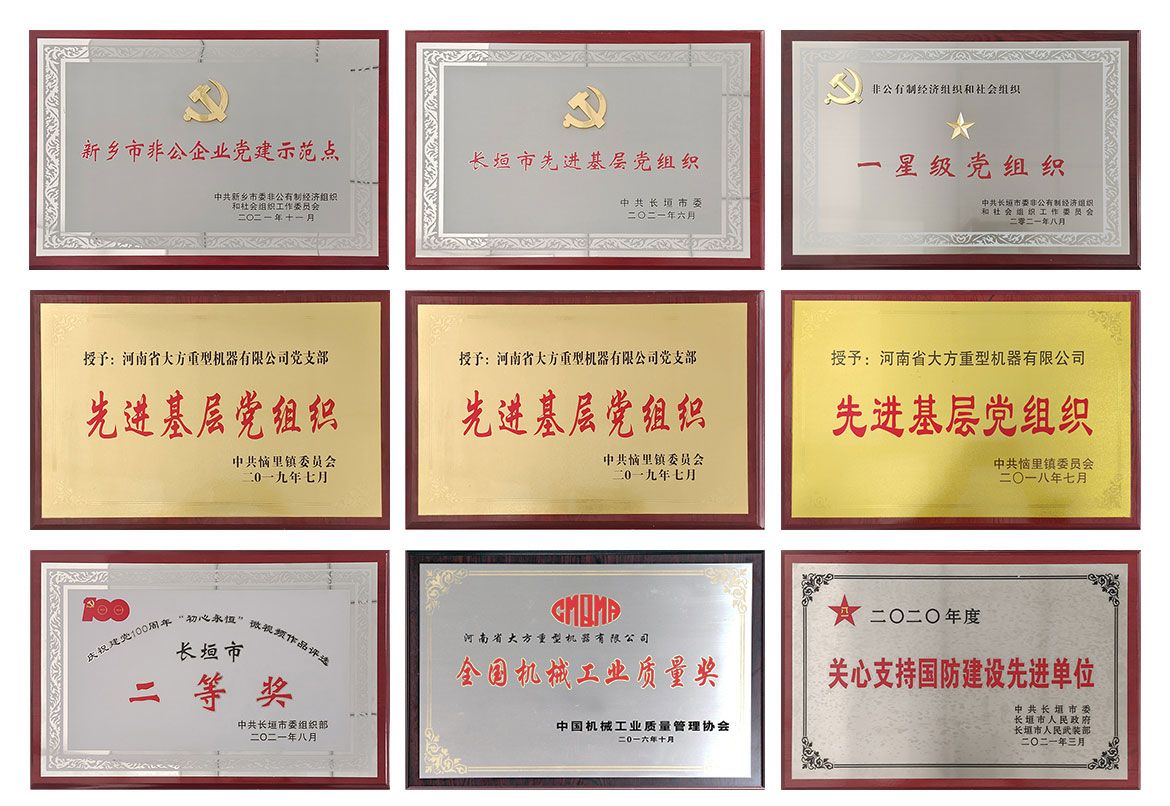 新乡市非公企业党建示范点
中共新乡市委非公有制经济组织
和社会组织工作委员会
二〇二一年十一月
长垣市先进基层党组织
中共长垣市委
二〇二一年六月
非公有制经济组织和社会组织
一星级党组织
中共长垣市委非公有制经济组织
和社会组织工作委员会
二零二一年八月
授予：河南省大方重型机器有限公司党支部
先进基层党组织
中共恼里镇委员会
二〇一九年七月
授予：河南省大方重型机器有限公司党支部
先进基层党组织
中共恼里镇委员会
二〇一九年七月
授予：河南省大方重型机器有限公司
先进基层党组织
中共恼里镇委员会
二〇一八年七月
100
庆祝建党100周年“初心永恒”微视频作品评选
长垣市
二等奖
中共长垣市委组织部
二〇二一年八月
CMQMA
河南省大方重型机器有限公司
全国机械工业质量奖
中国机械工业质量管理协会
二〇一六年十月
八一
二〇二〇年度
关心支持国防建设先进单位
中共长垣市委
长垣市人民政府
长垣市人民武装部
二〇二一年三月